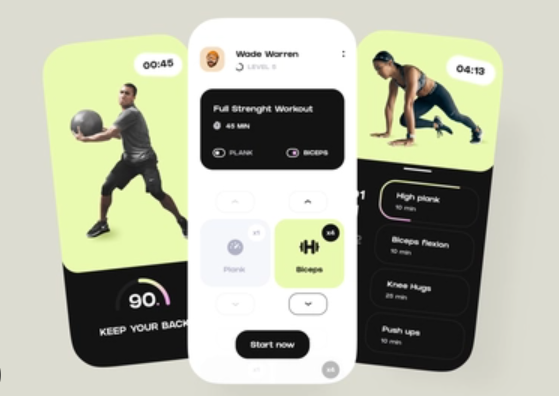 00:45
90.
KEEP YOUR BACK
Wade Warren
LEVEL 5
Full Strenght Workout
45 MIN
PLANK
BICEPS
x1
x4
Plank
Biceps
Start now
x1
x4
04:13
High plank
10 min
Biceps flexion
10 min
Knee Hugs
25 min
Push ups
10 min